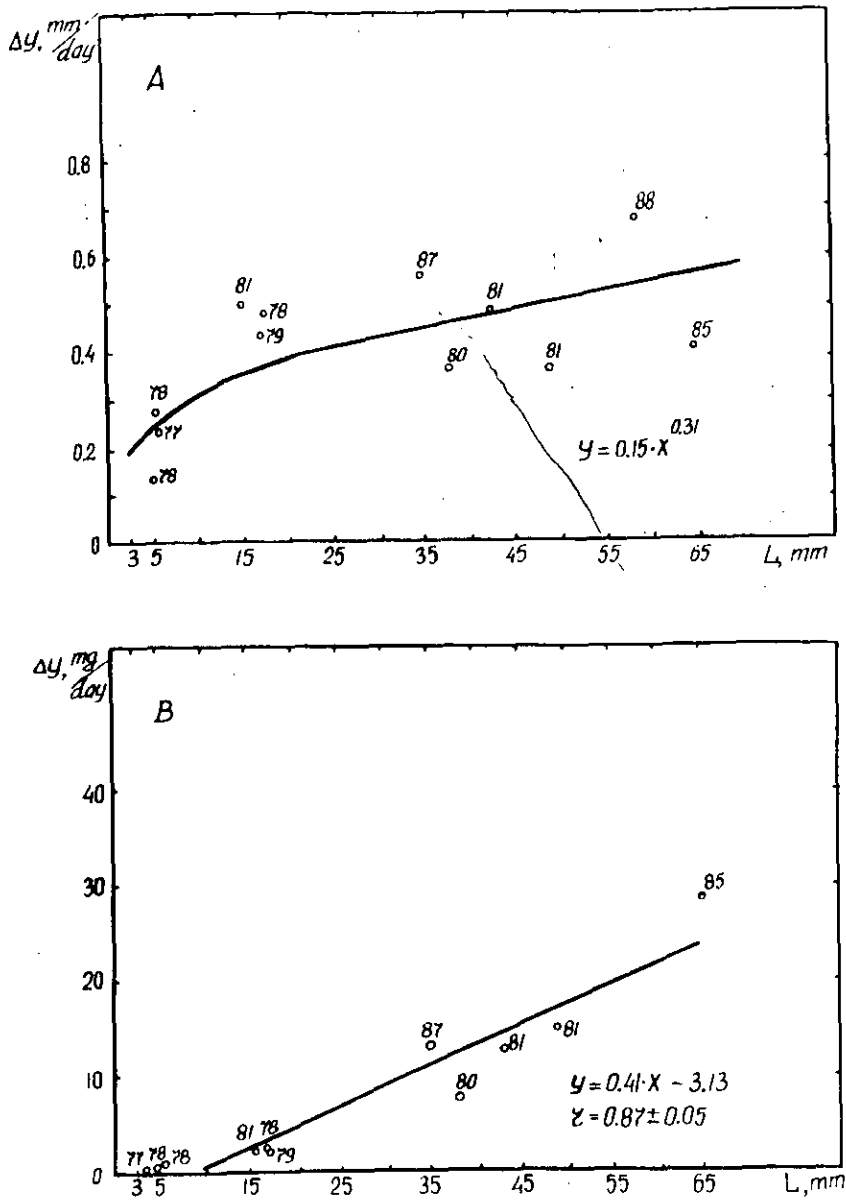 ΔY, mm/day
A
0.8
0.6
0.4
0.2
0
88
87
81
78
79
81
80
81
85
78
77
78
y = 0.15·X^0.31
3 5 15 25 35 45 55 65 L, mm
ΔY, mg/day
B
40
30
20
10
0
85
87
81
81
80
81 78
79
77 78 78
y = 0.41·X - 3.13
r = 0.87 ± 0.05
3 5 15 25 35 45 55 65 L, mm